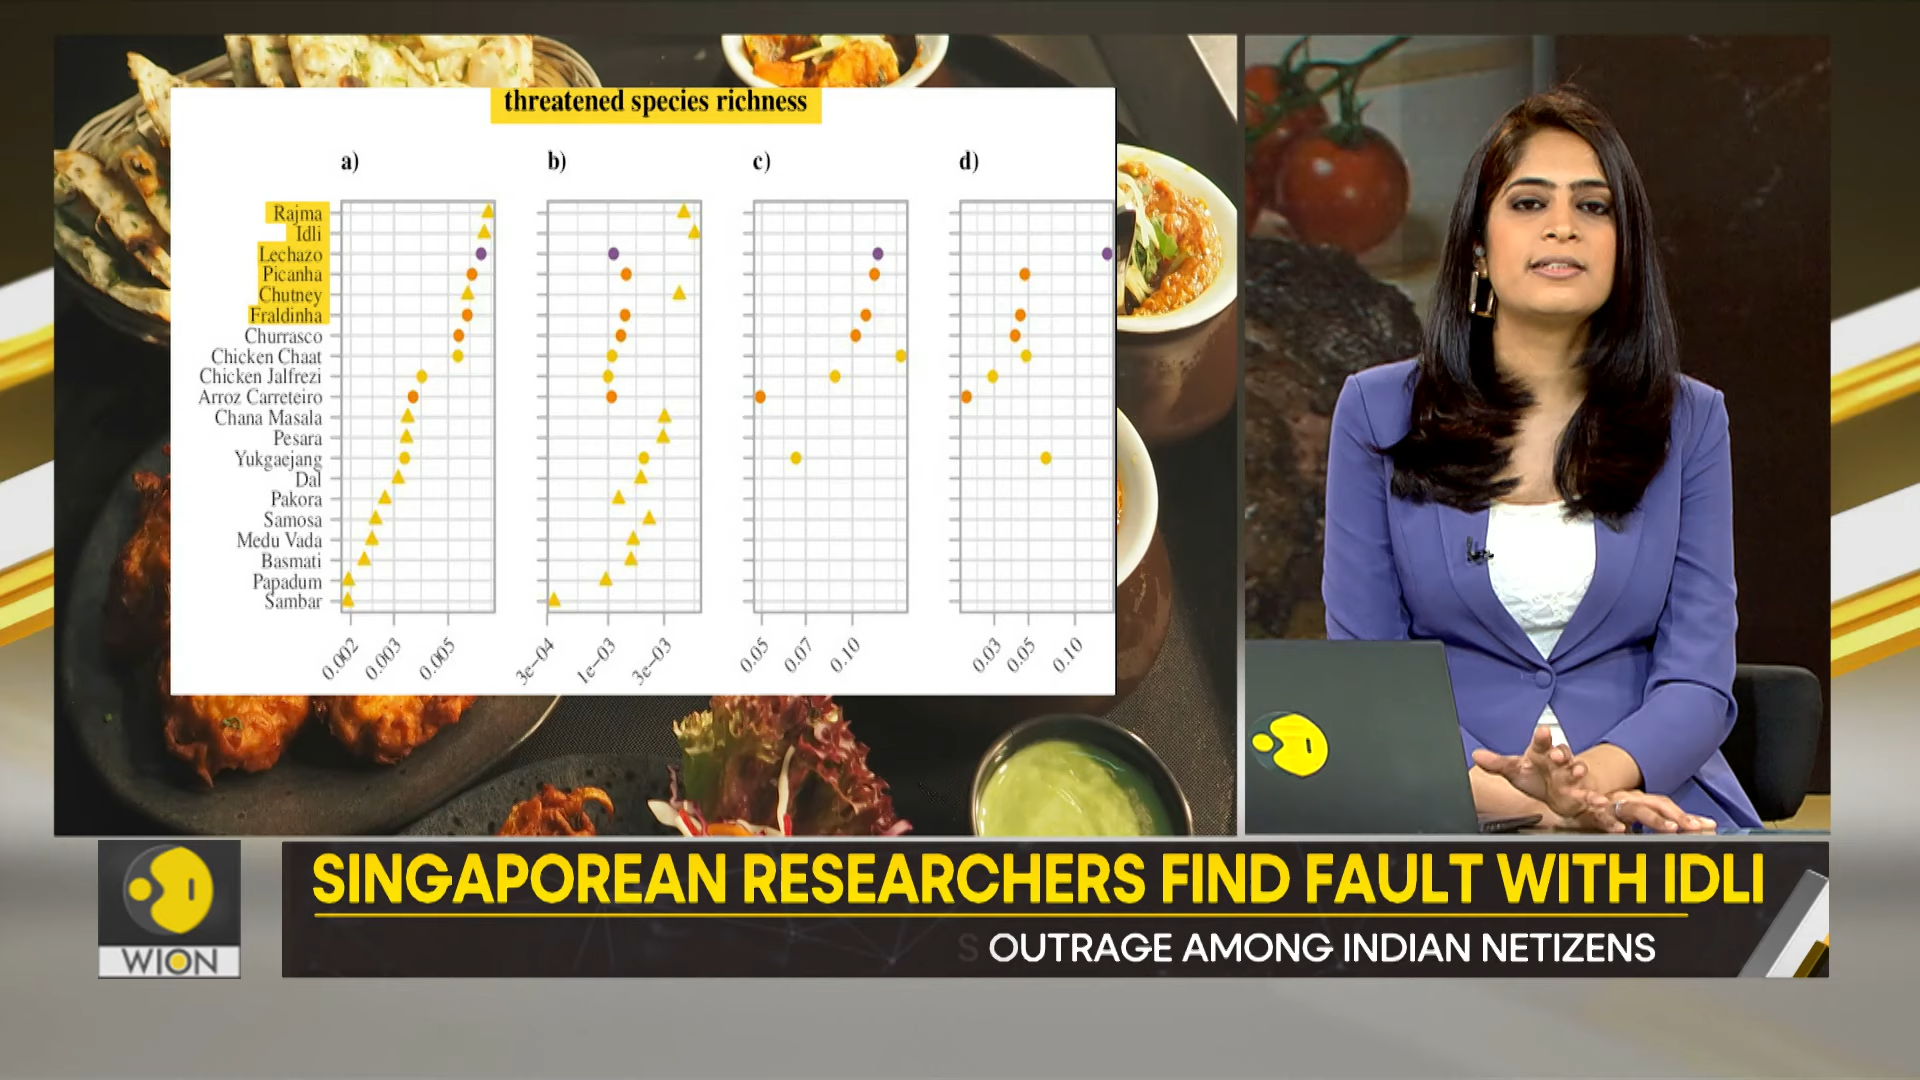 threatened species richness
a) b) c) d)
Rajma
Idli
Lechazo
Picanha
Chutney
Fraldinha
Churrasco
Chicken Chaat
Chicken Jalfrezi
Arroz Carreteiro
Chana Masala
Pesara
Yukgaejang
Dal
Pakora
Samosa
Medu Vada
Basmati
Papadum
Sambar
0.002 0.003 0.005 3e−04 1e−03 3e−03 0.05 0.07 0.10 0.03 0.05 0.10
SINGAPOREAN RESEARCHERS FIND FAULT WITH IDLI
S OUTRAGE AMONG INDIAN NETIZENS
WION